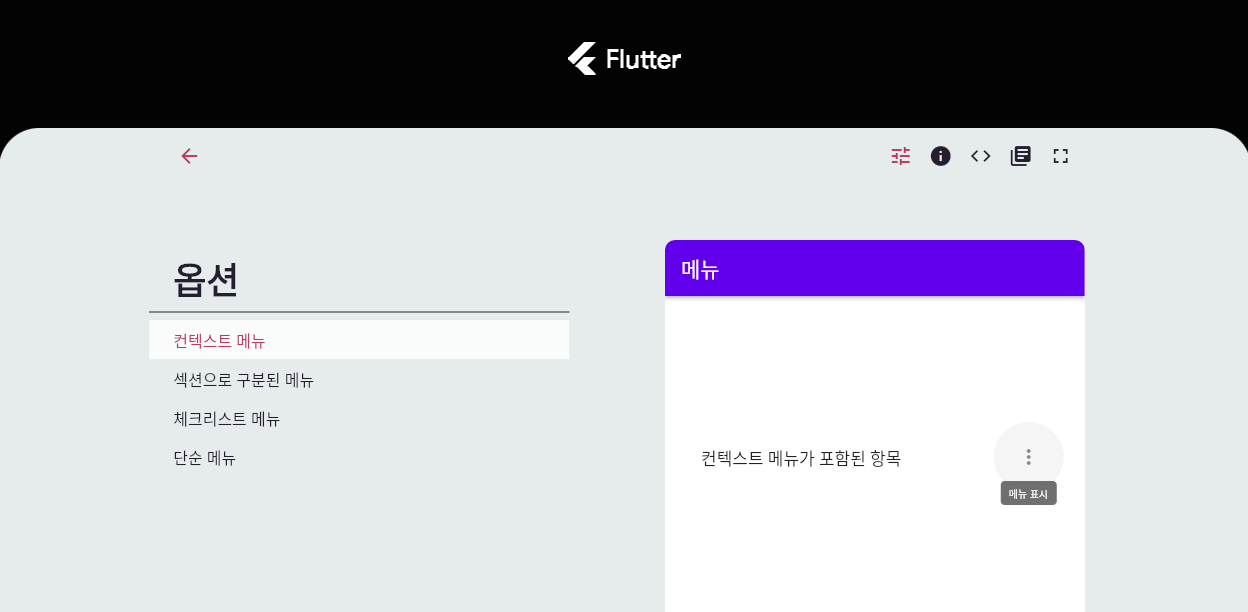 Flutter
옵션
컨텍스트 메뉴
섹션으로 구분된 메뉴
체크리스트 메뉴
단순 메뉴
메뉴
컨텍스트 메뉴가 포함된 항목
메뉴 표시